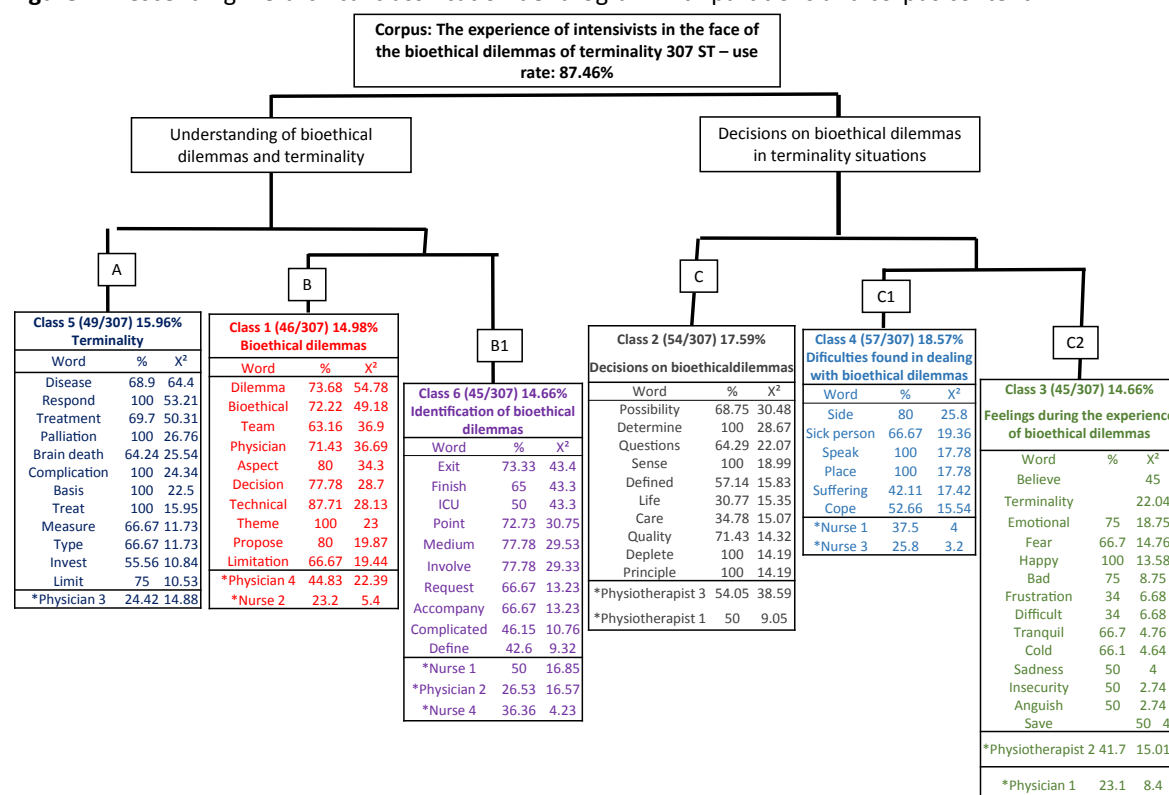 Corpus: The experience of intensivists in the face of
the bioethical dilemmas of terminality 307 ST – use
rate: 87.46%
Understanding of bioethical
dilemmas and terminality
Decisions on bioethical dilemmas
in terminality situations
A
Class 5 (49/307) 15.96%
Terminality
Word % X²
Disease 68.9 64.4
Respond 100 53.21
Treatment 69.7 50.31
Palliation 100 26.76
Brain death 64.24 25.54
Complication 100 24.34
Basis 100 22.5
Treat 100 15.95
Measure 66.67 11.73
Type 66.67 11.73
Invest 55.56 10.84
Limit 75 10.53
*Physician 3 24.42 14.88
B
Class 1 (46/307) 14.98%
Bioethical dilemmas
Word % X²
Dilemma 73.68 54.78
Bioethical 72.22 49.18
Team 63.16 36.9
Physician 71.43 36.69
Aspect 80 34.3
Decision 77.78 28.7
Technical 87.71 28.13
Theme 100 23
Propose 80 19.87
Limitation 66.67 19.44
*Physician 4 44.83 22.39
*Nurse 2 23.2 5.4
B1
Class 6 (45/307) 14.66%
Identification of bioethical
dilemmas
Word % X²
Exit 73.33 43.4
Finish 65 43.3
ICU 50 43.3
Point 72.73 30.75
Medium 77.78 29.53
Involve 77.78 29.33
Request 66.67 13.23
Accompany 66.67 13.23
Complicated 46.15 10.76
Define 42.6 9.32
*Nurse 1 50 16.85
*Physician 2 26.53 16.57
*Nurse 4 36.36 4.23
C
Class 2 (54/307) 17.59%
Decisions on bioethicaldilemmas
Word % X²
Possibility 68.75 30.48
Determine 100 28.67
Questions 64.29 22.07
Sense 100 18.99
Defined 57.14 15.83
Life 30.77 15.35
Care 34.78 15.07
Quality 71.43 14.32
Deplete 100 14.19
Principle 100 14.19
*Physiotherapist 3 54.05 38.59
*Physiotherapist 1 50 9.05
C1
Class 4 (57/307) 18.57%
Dificulties found in dealing
with bioethical dilemmas
Word % X²
Side 80 25.8
Sick person 66.67 19.36
Speak 100 17.78
Place 100 17.78
Suffering 42.11 17.42
Cope 52.66 15.54
*Nurse 1 37.5 4
*Nurse 3 25.8 3.2
C2
Class 3 (45/307) 14.66%
Feelings during the experience
of bioethical dilemmas
Word % X²
Believe 45
Terminality 22.04
Emotional 75 18.75
Fear 66.7 14.76
Happy 100 13.58
Bad 75 8.75
Frustration 34 6.68
Difficult 34 6.68
Tranquil 66.7 4.76
Cold 66.1 4.64
Sadness 50 4
Insecurity 50 2.74
Anguish 50 2.74
Save 50 4
*Physiotherapist 2 41.7 15.01
*Physician 1 23.1 8.4